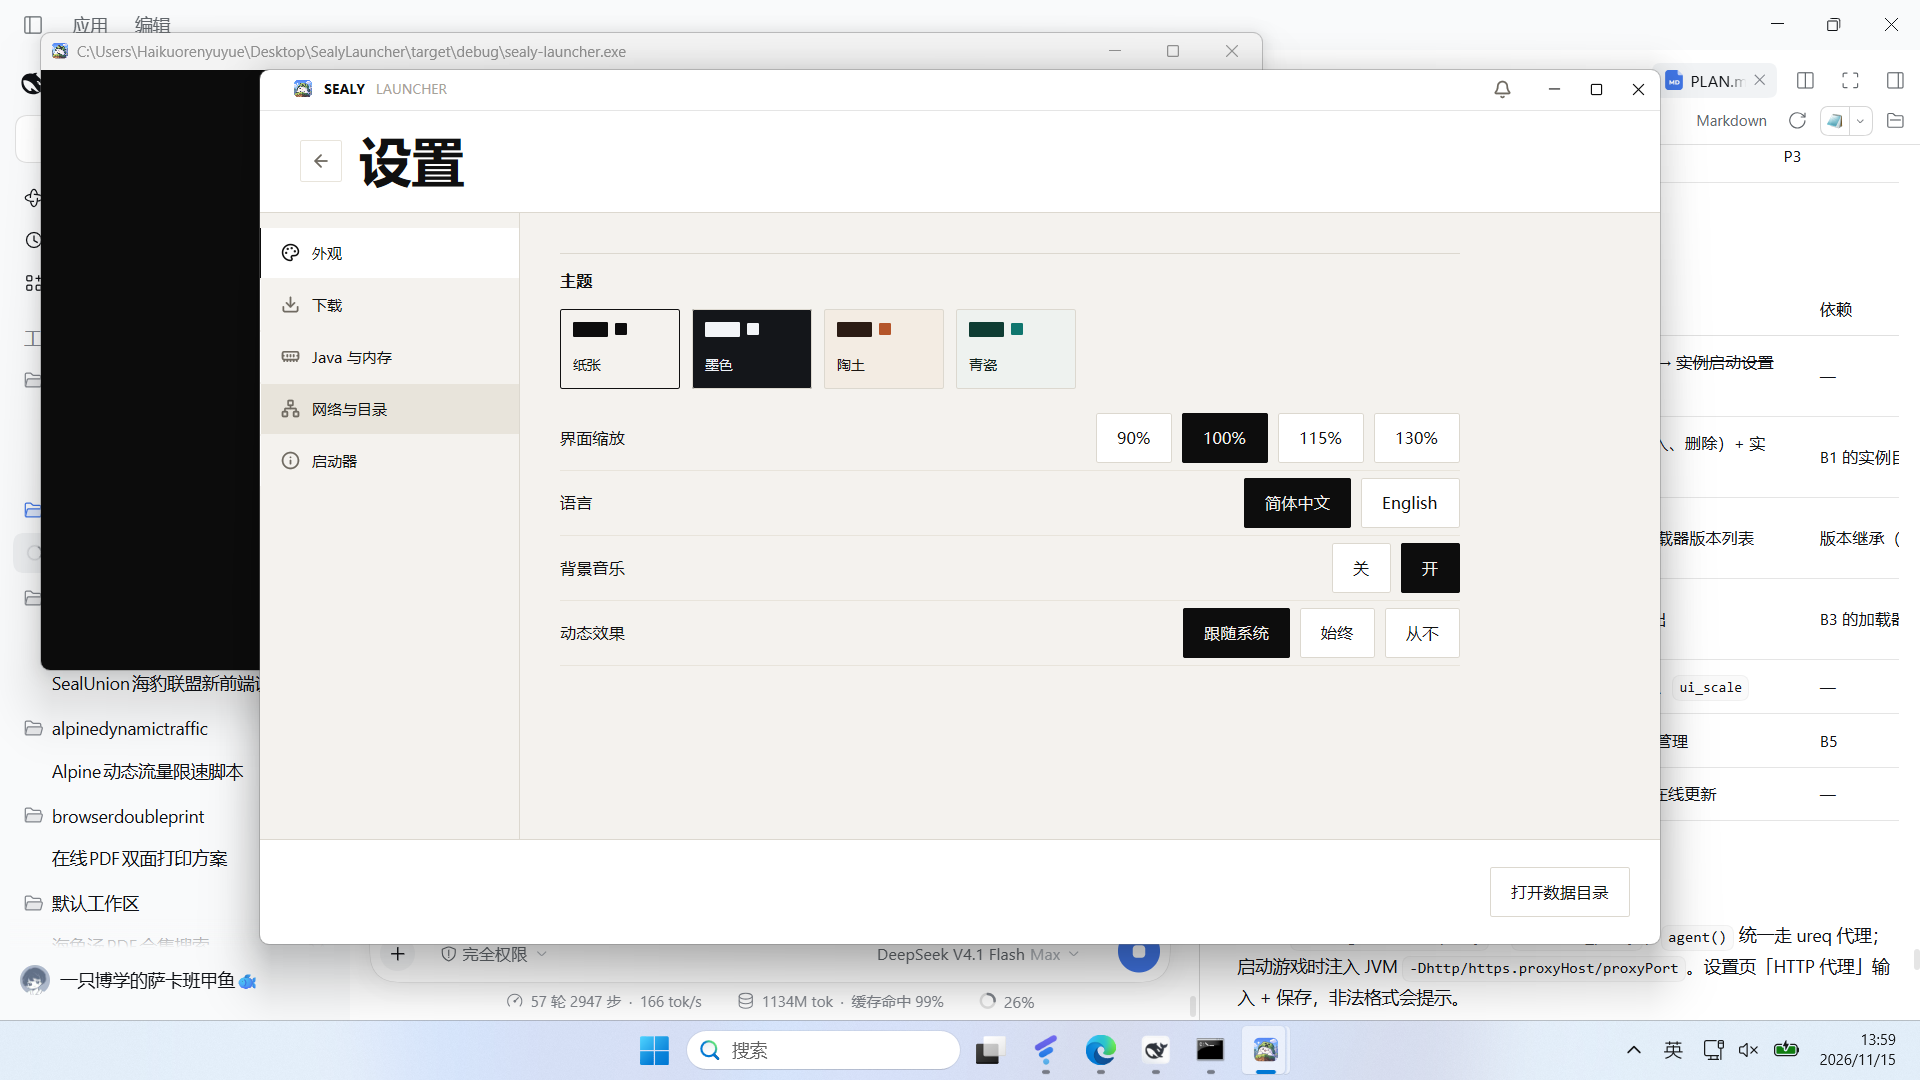 应用 编辑
C:\Users\Haikuorenyuyue\Desktop\SealyLauncher\target\debug\sealy-launcher.exe
SEALY LAUNCHER
设置
外观
下载
Java 与内存
网络与目录
启动器
主题
纸张
墨色
陶土
青瓷
界面缩放
90%
100%
115%
130%
语言
简体中文
English
背景音乐
关
开
动态效果
跟随系统
始终
从不
打开数据目录
PLAN.m
Markdown
P3
依赖
→ 实例启动设置
—
、删除）+ 实
B1 的实例目
载器版本列表
版本继承（
B3 的加载器
ui_scale
—
管理
B5
在线更新
—
agent() 统一走 ureq 代理；
启动游戏时注入 JVM -Dhttp/https.proxyHost/proxyPort 。设置页「HTTP 代理」输
入 + 保存，非法格式会提示。
SealUnion海豹联盟新前端
alpinedynamictraffic
Alpine动态流量限速脚本
browserdoubleprint
在线PDF双面打印方案
默认工作区
一只博学的萨卡班甲鱼
完全权限
DeepSeek V4.1 Flash Max
57 轮 2947 步 · 166 tok/s
1134M tok · 缓存命中 99%
26%
搜索
英
13:59
2026/11/15